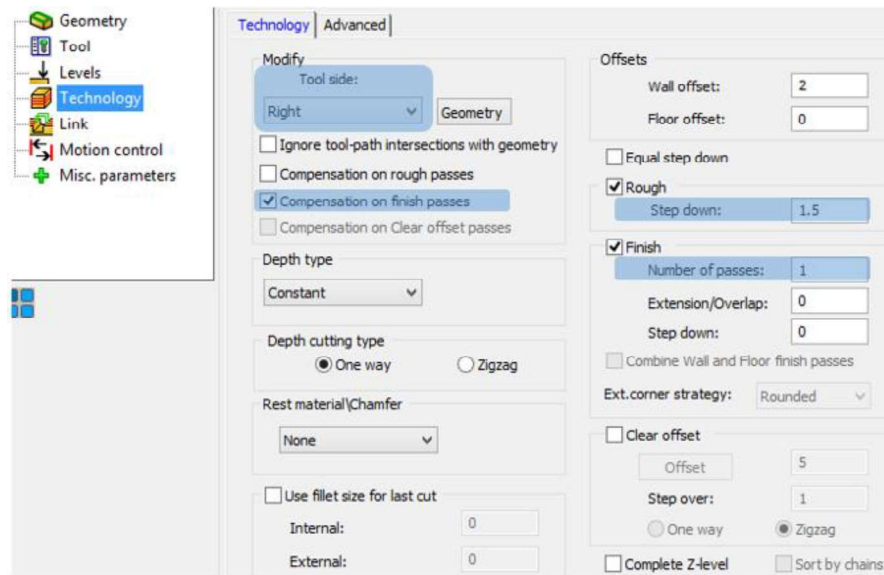 Geometry
Tool
Levels
Technology
Link
Motion control
Misc. parameters
Technology
Advanced
Modify
Tool side:
Right
Geometry
Ignore tool-path intersections with geometry
Compensation on rough passes
Compensation on finish passes
Compensation on Clear offset passes
Depth type
Constant
Depth cutting type
One way
Zigzag
Rest material\Chamfer
None
Use fillet size for last cut
Internal: 0
External: 0
Offsets
Wall offset: 2
Floor offset: 0
Equal step down
Rough
Step down: 1.5
Finish
Number of passes: 1
Extension/Overlap: 0
Step down: 0
Combine Wall and Floor finish passes
Ext.corner strategy: Rounded
Clear offset
Offset 5
Step over: 1
One way
Zigzag
Complete Z-level
Sort by chains